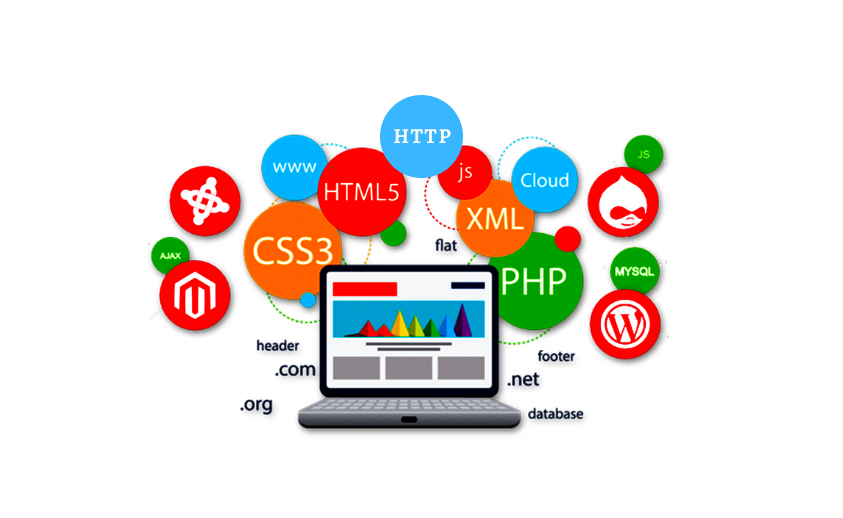 HTTP
www
HTML5
js
Cloud
JS
CSS3
XML
flat
AJAX
PHP
MYSQL
header
.com
footer
.net
.org
database